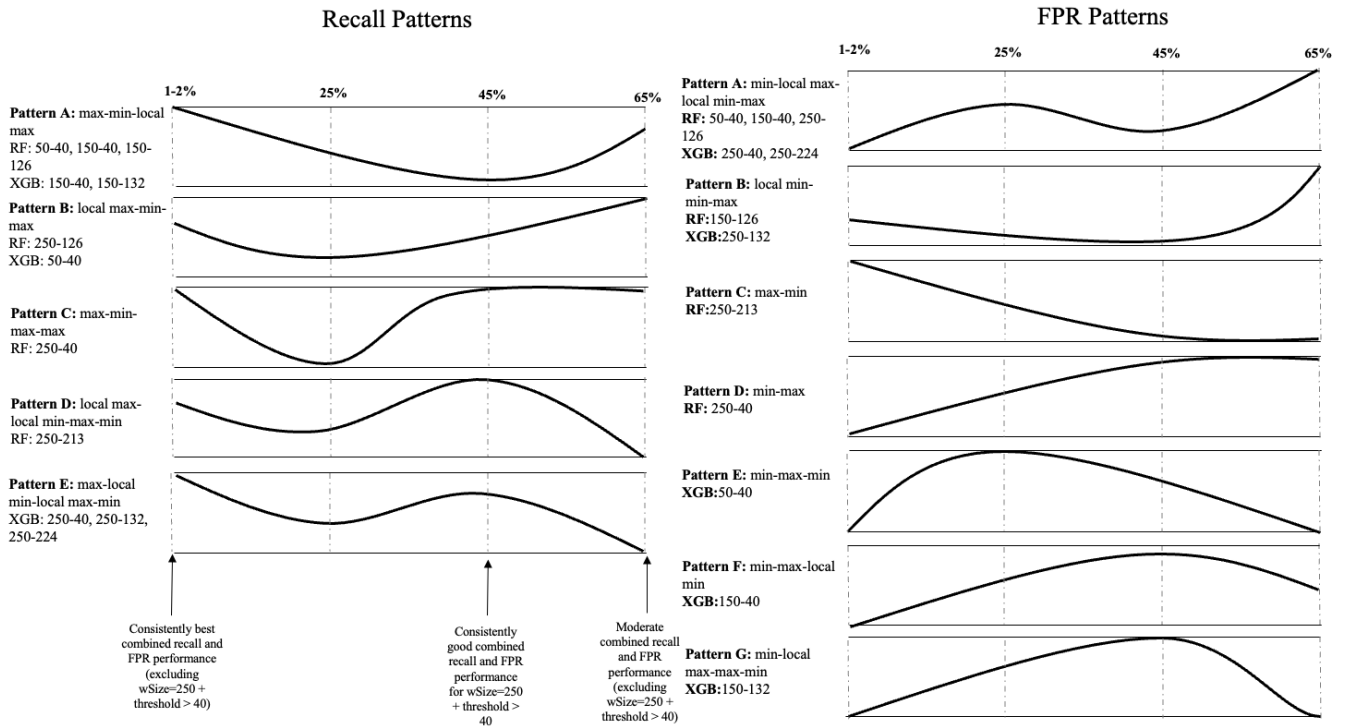 Recall Patterns
1-2%
25%
45%
65%
Pattern A: max-min-local
max
RF: 50-40, 150-40, 150-
126
XGB: 150-40, 150-132
Pattern B: local max-min-
max
RF: 250-126
XGB: 50-40
Pattern C: max-min-
max-max
RF: 250-40
Pattern D: local max-
local min-max-min
RF: 250-213
Pattern E: max-local
min-local max-min
XGB: 250-40, 250-132,
250-224
Consistently best
combined recall and
FPR performance
(excluding
wSize=250 +
threshold > 40)
Consistently
good combined
recall and FPR
performance
for wSize=250
+ threshold >
40
Moderate
combined recall
and FPR
performance
(excluding
wSize=250 +
threshold > 40)
FPR Patterns
1-2%
25%
45%
65%
Pattern A: min-local max-
local min-max
RF: 50-40, 150-40, 250-
126
XGB: 250-40, 250-224
Pattern B: local min-
min-max
RF:150-126
XGB:250-132
Pattern C: max-min
RF:250-213
Pattern D: min-max
RF: 250-40
Pattern E: min-max-min
XGB:50-40
Pattern F: min-max-local
min
XGB:150-40
Pattern G: min-local
max-max-min
XGB:150-132